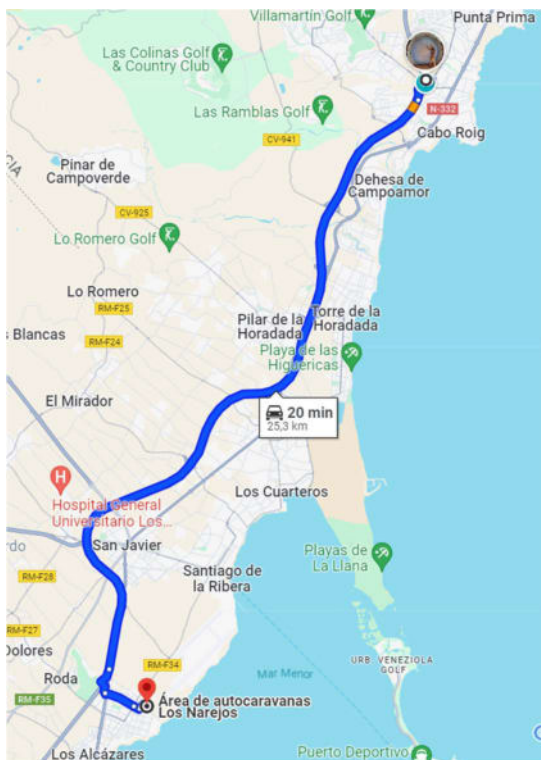 Villamartín Golf
Punta Prima
Las Colinas Golf
& Country Club
N-332
Las Ramblas Golf
Cabo Roig
CV-941
Pinar de
Campoverde
Dehesa de
Campoamor
CV-925
Lo Romero Golf
Lo Romero
RM-F25
Pilar de la
Horadada
Torre de la
Horadada
s Blancas
RM-F24
Playa de las
Higuericas
El Mirador
20 min
25,3 km
Hospital General
Universitario Los...
Los Cuarteros
San Javier
Playas de
La Llana
RM-F28
Santiago de
la Ribera
RM-F27
Dolores
RM-F34
URB. VENEZIOLA
GOLF
Mar Menor
Roda
RM-F35
Área de autocaravanas
Los Narejos
Los Alcázares
Puerto Deportivo